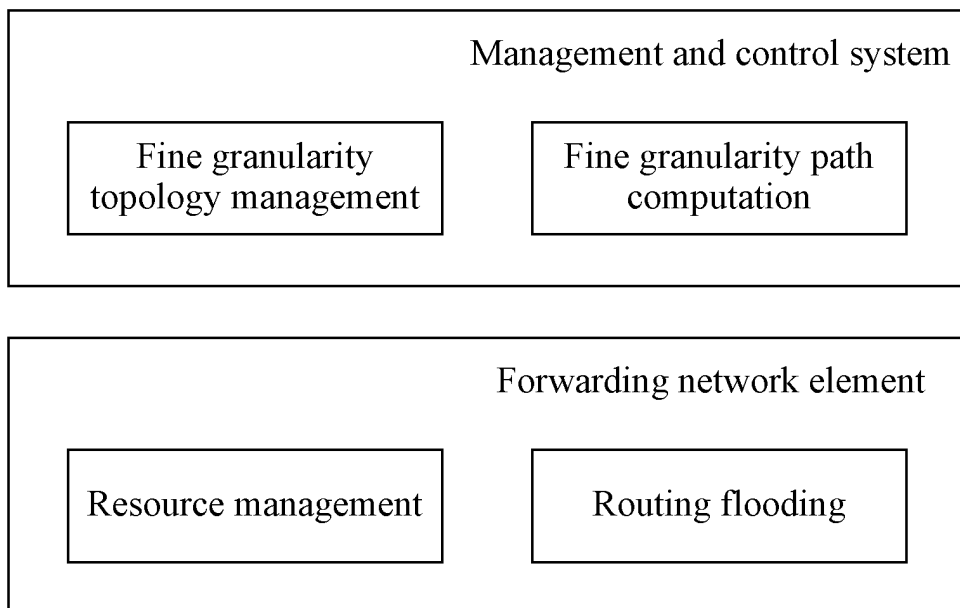 Management and control system
Fine granularity
topology management
Fine granularity path
computation
Forwarding network element
Resource management
Routing flooding